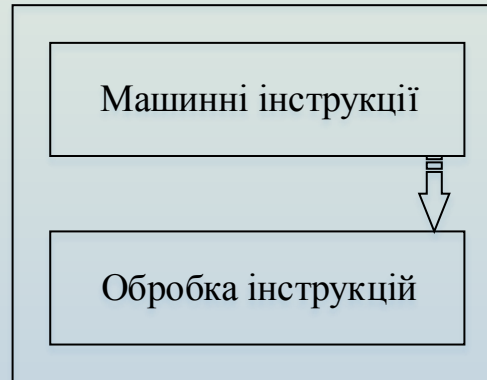 Машинні інструкції
Обробка інструкцій